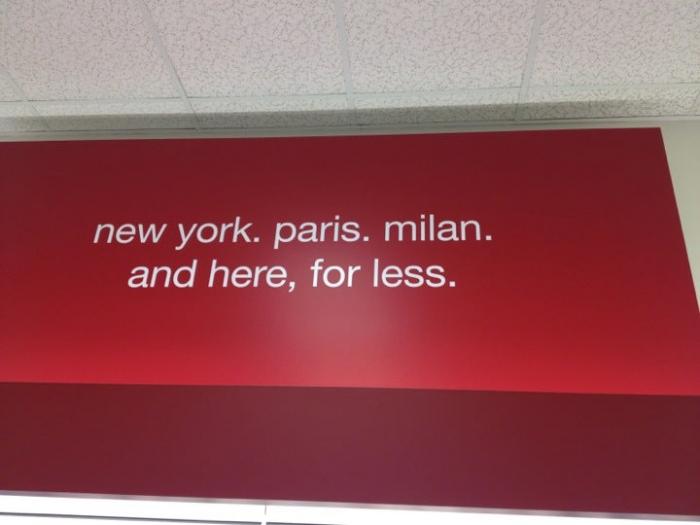 new york. paris. milan.
and here, for less.